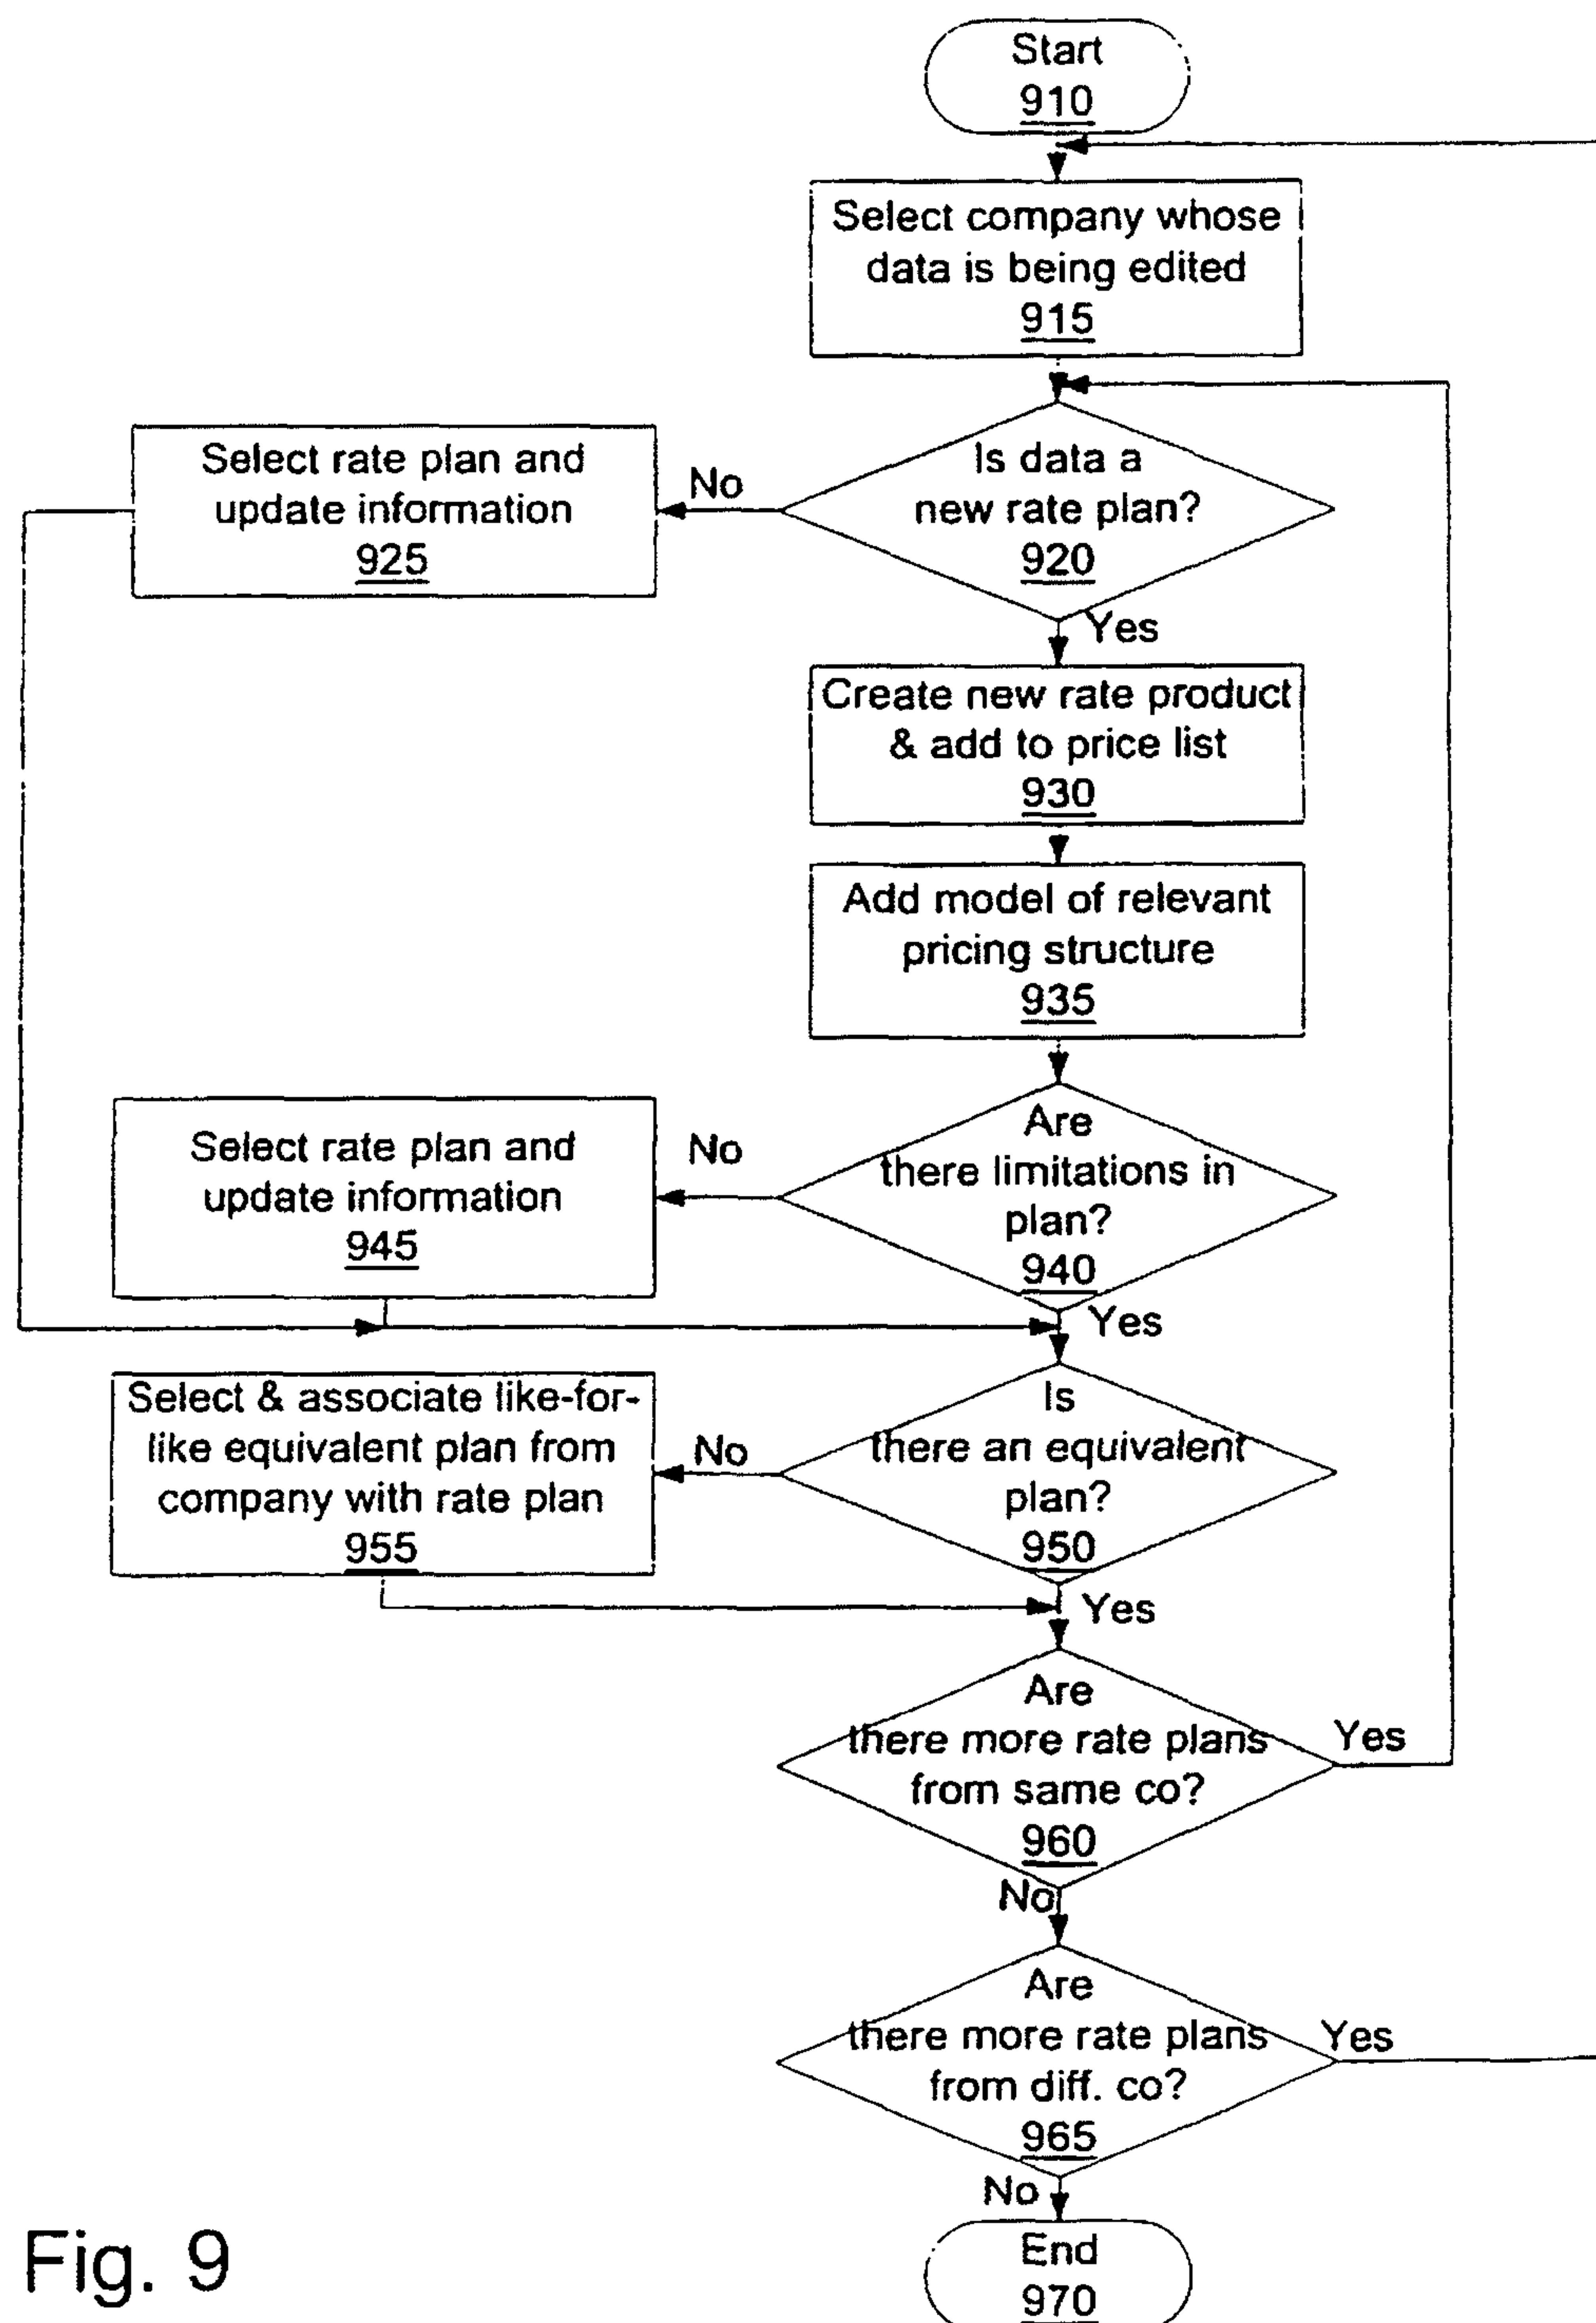 Start
910
Select company whose
data is being edited
915
Is data a
new rate plan?
920
No
Select rate plan and
update information
925
Yes
Create new rate product
& add to price list
930
Add model of relevant
pricing structure
935
Are
there limitations in
plan?
940
No
Select rate plan and
update information
945
Yes
Is
there an equivalent
plan?
950
No
Select & associate like-for-
like equivalent plan from
company with rate plan
955
Yes
Are
there more rate plans
from same co?
960
Yes
No
Are
there more rate plans
from diff. co?
965
Yes
No
End
970
Fig. 9